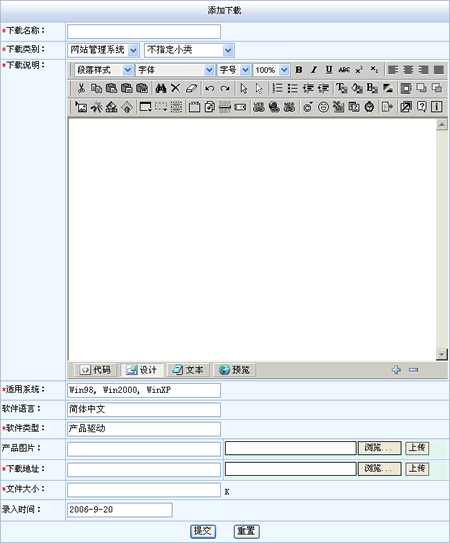 添加下载
*下载名称：
*下载类别： 网站管理系统 不指定小类
*下载说明：
段落样式 字体 字号 100% B I U ABC x² x₂
代码 设计 文本 预览
*适用系统： Win98, Win2000, WinXP
软件语言： 简体中文
*软件类型： 产品驱动
产品图片： 浏览... 上传
*下载地址： 浏览... 上传
*文件大小： K
录入时间： 2006-9-20
提交 重置